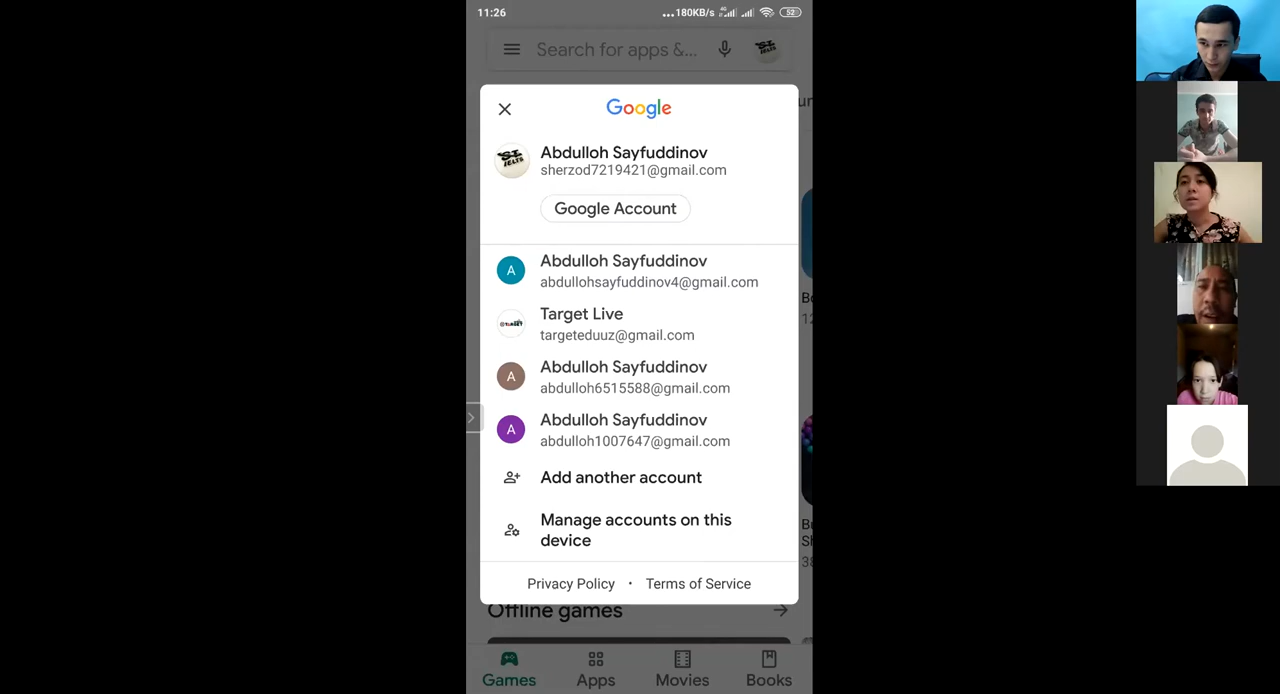 11:26
...180KB/s 4G 52
Search for apps &...
Google
Abdulloh Sayfuddinov
sherzod7219421@gmail.com
Google Account
Abdulloh Sayfuddinov
abdullohsayfuddinov4@gmail.com
Target Live
targeteduuz@gmail.com
Abdulloh Sayfuddinov
abdulloh6515588@gmail.com
Abdulloh Sayfuddinov
abdulloh1007647@gmail.com
Add another account
Manage accounts on this
device
Privacy Policy · Terms of Service
Offline games
Games Apps Movies Books